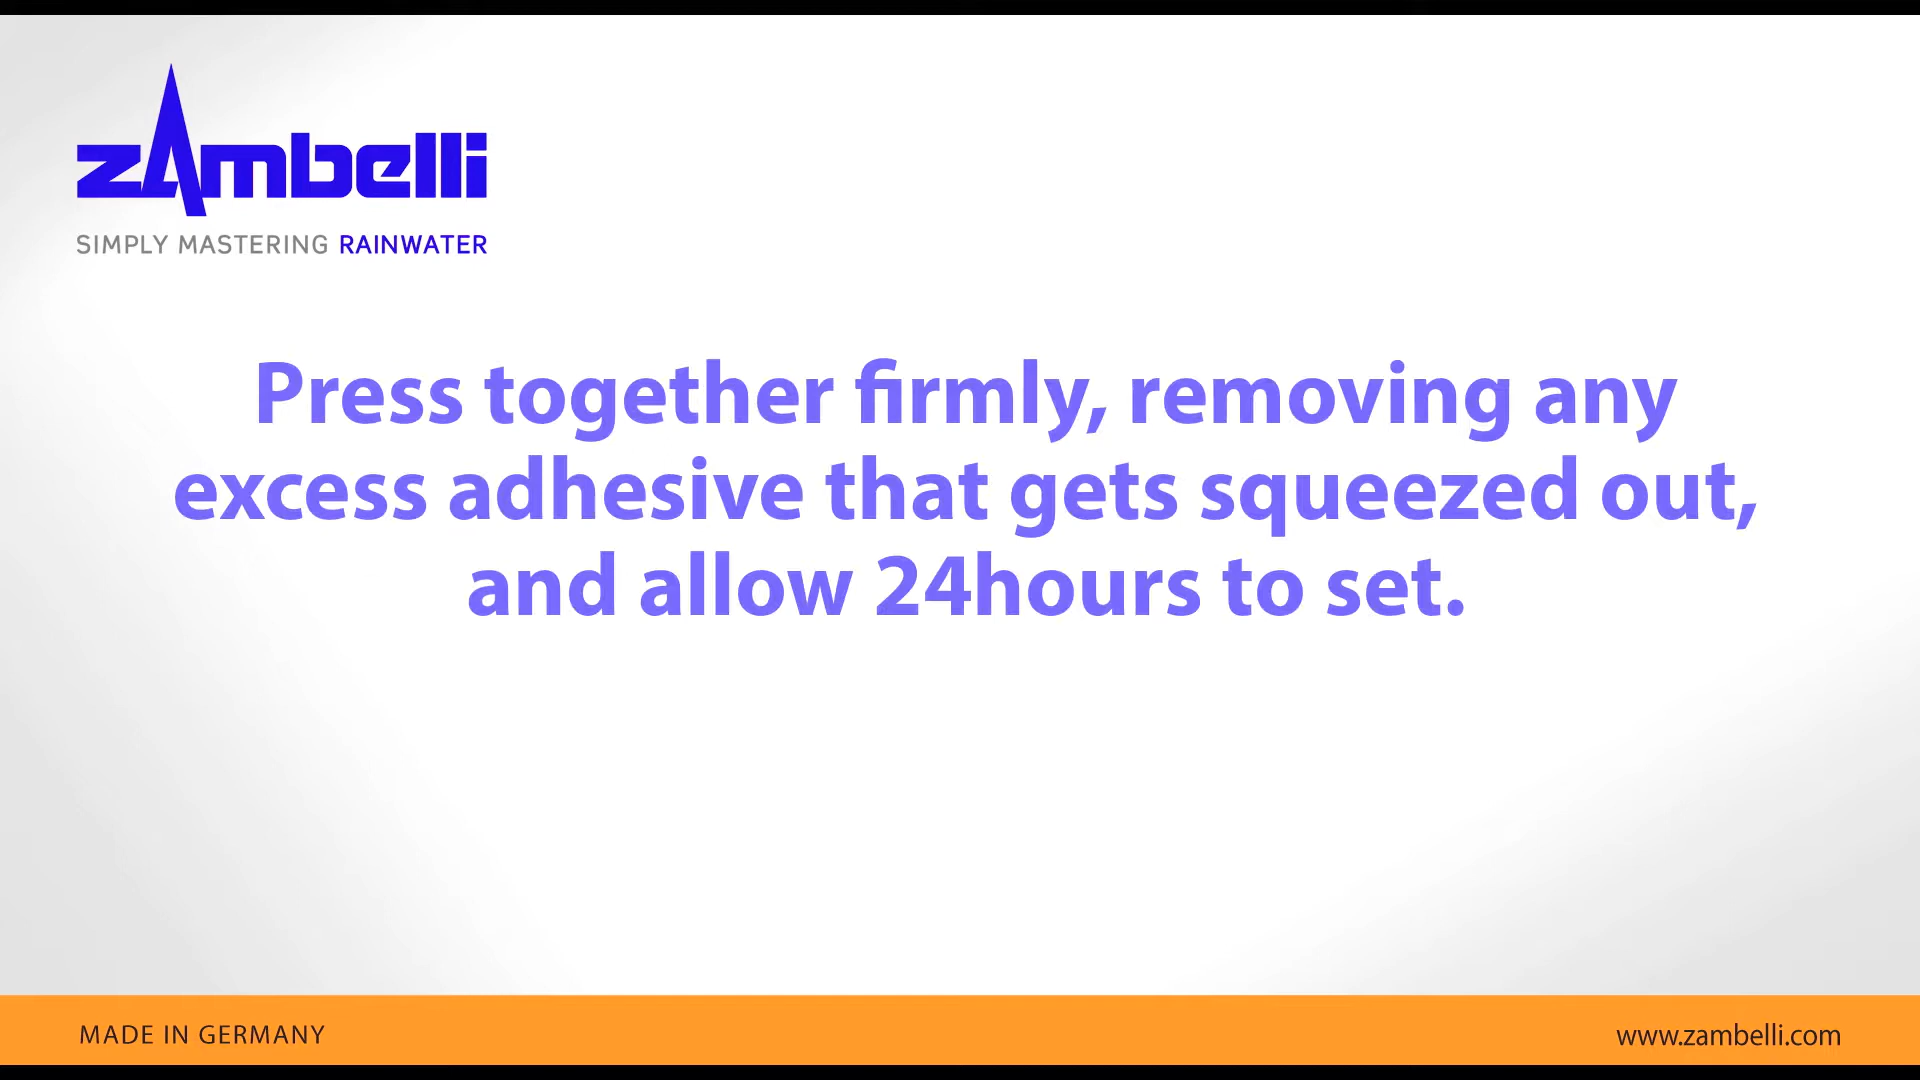 zAmbelli
SIMPLY MASTERING RAINWATER
Press together firmly, removing any
excess adhesive that gets squeezed out,
and allow 24hours to set.
MADE IN GERMANY
www.zambelli.com